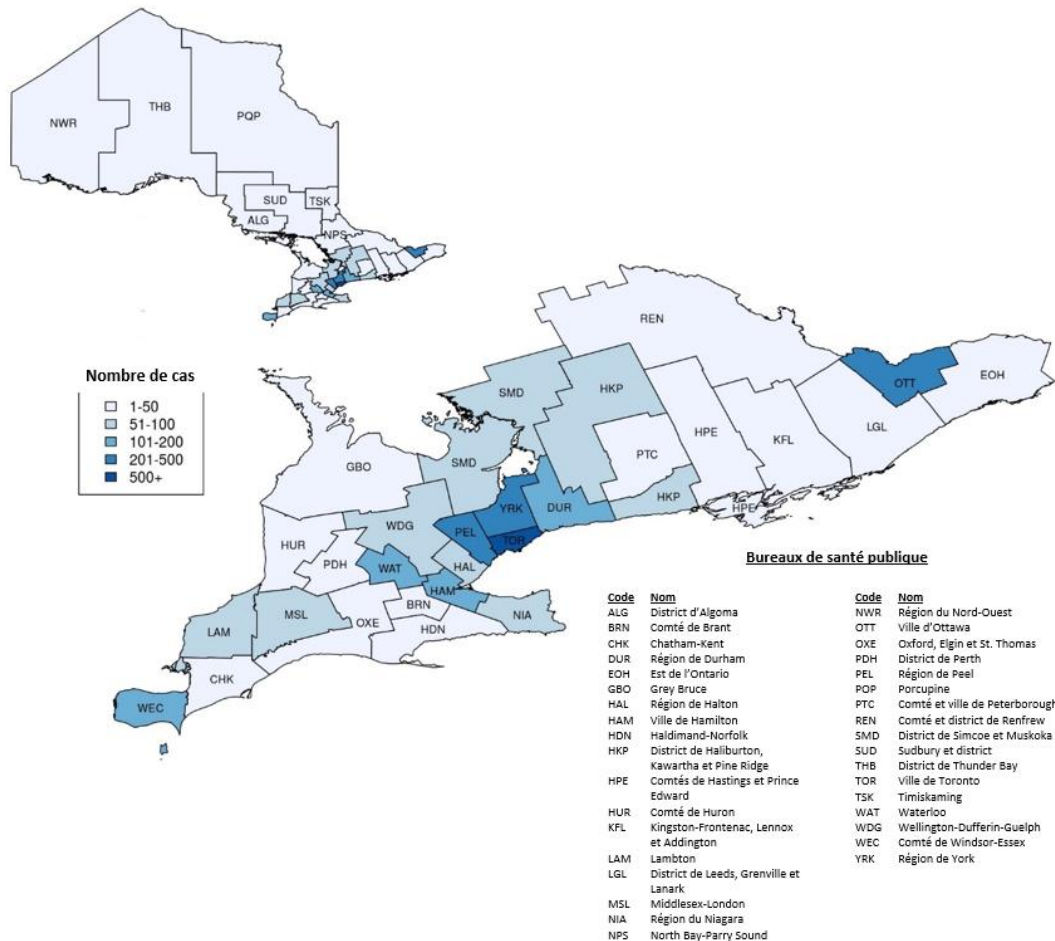 NWR
THB
PQP
SUD
TSK
ALG
NPS
Nombre de cas
1-50
51-100
101-200
201-500
500+
REN
SMD
HKP
OTT
EOH
HPE
KFL
LGL
PTC
GBO
SMD
HKP
HPE
YRK
DUR
WDG
PEL
TOR
HUR
PDH
WAT
HAL
HAM
BRN
NIA
MSL
OXE
HDN
LAM
CHK
WEC
Bureaux de santé publique
Code Nom
ALG District d'Algoma
BRN Comté de Brant
CHK Chatham-Kent
DUR Région de Durham
EOH Est de l'Ontario
GBO Grey Bruce
HAL Région de Halton
HAM Ville de Hamilton
HDN Haldimand-Norfolk
HKP District de Haliburton,
Kawartha et Pine Ridge
HPE Comtés de Hastings et Prince
Edward
HUR Comté de Huron
KFL Kingston-Frontenac, Lennox
et Addington
LAM Lambton
LGL District de Leeds, Grenville et
Lanark
MSL Middlesex-London
NIA Région du Niagara
NPS North Bay-Parry Sound
Code Nom
NWR Région du Nord-Ouest
OTT Ville d'Ottawa
OXE Oxford, Elgin et St. Thomas
PDH District de Perth
PEL Région de Peel
POP Porcupine
PTC Comté et ville de Peterborough
REN Comté et district de Renfrew
SMD District de Simcoe et Muskoka
SUD Sudbury et district
THB District de Thunder Bay
TOR Ville de Toronto
TSK Timiskaming
WAT Waterloo
WDG Wellington-Dufferin-Guelph
WEC Comté de Windsor-Essex
YRK Région de York